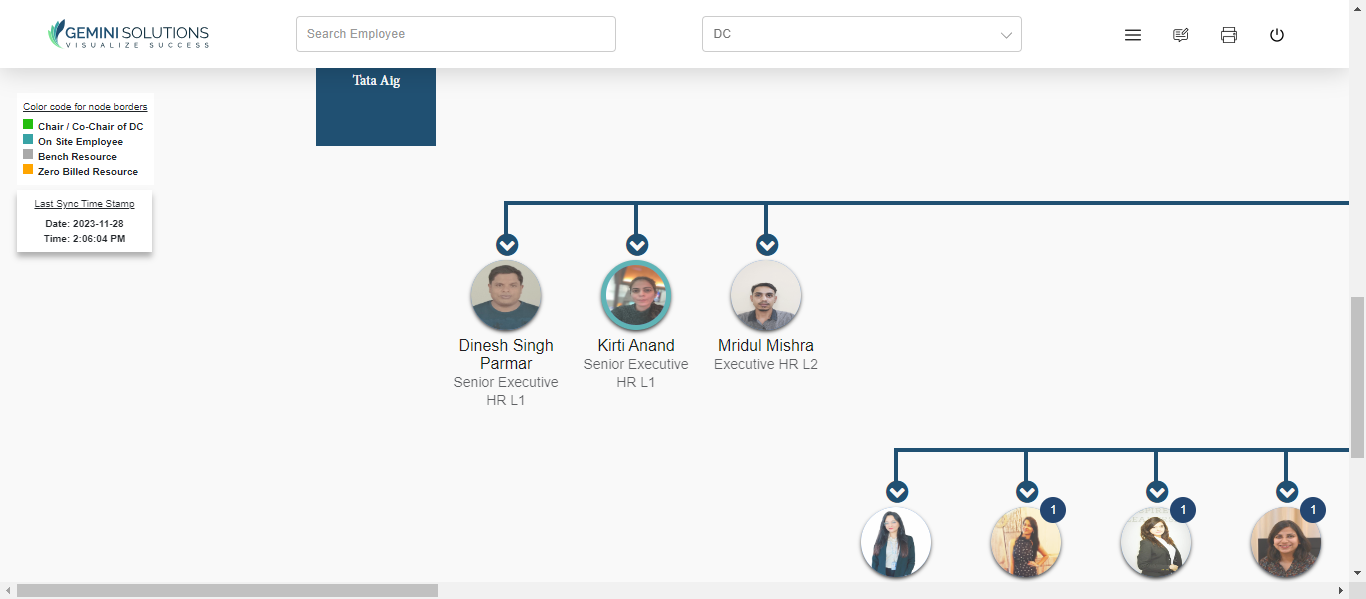 GEMINI SOLUTIONS
VISUALIZE SUCCESS
Search Employee
DC
Tata Aig
Color code for node borders
Chair / Co-Chair of DC
On Site Employee
Bench Resource
Zero Billed Resource
Last Sync Time Stamp
Date: 2023-11-28
Time: 2:06:04 PM
Dinesh Singh
Parmar
Senior Executive
HR L1
Kirti Anand
Senior Executive
HR L1
Mridul Mishra
Executive HR L2
1
1
1